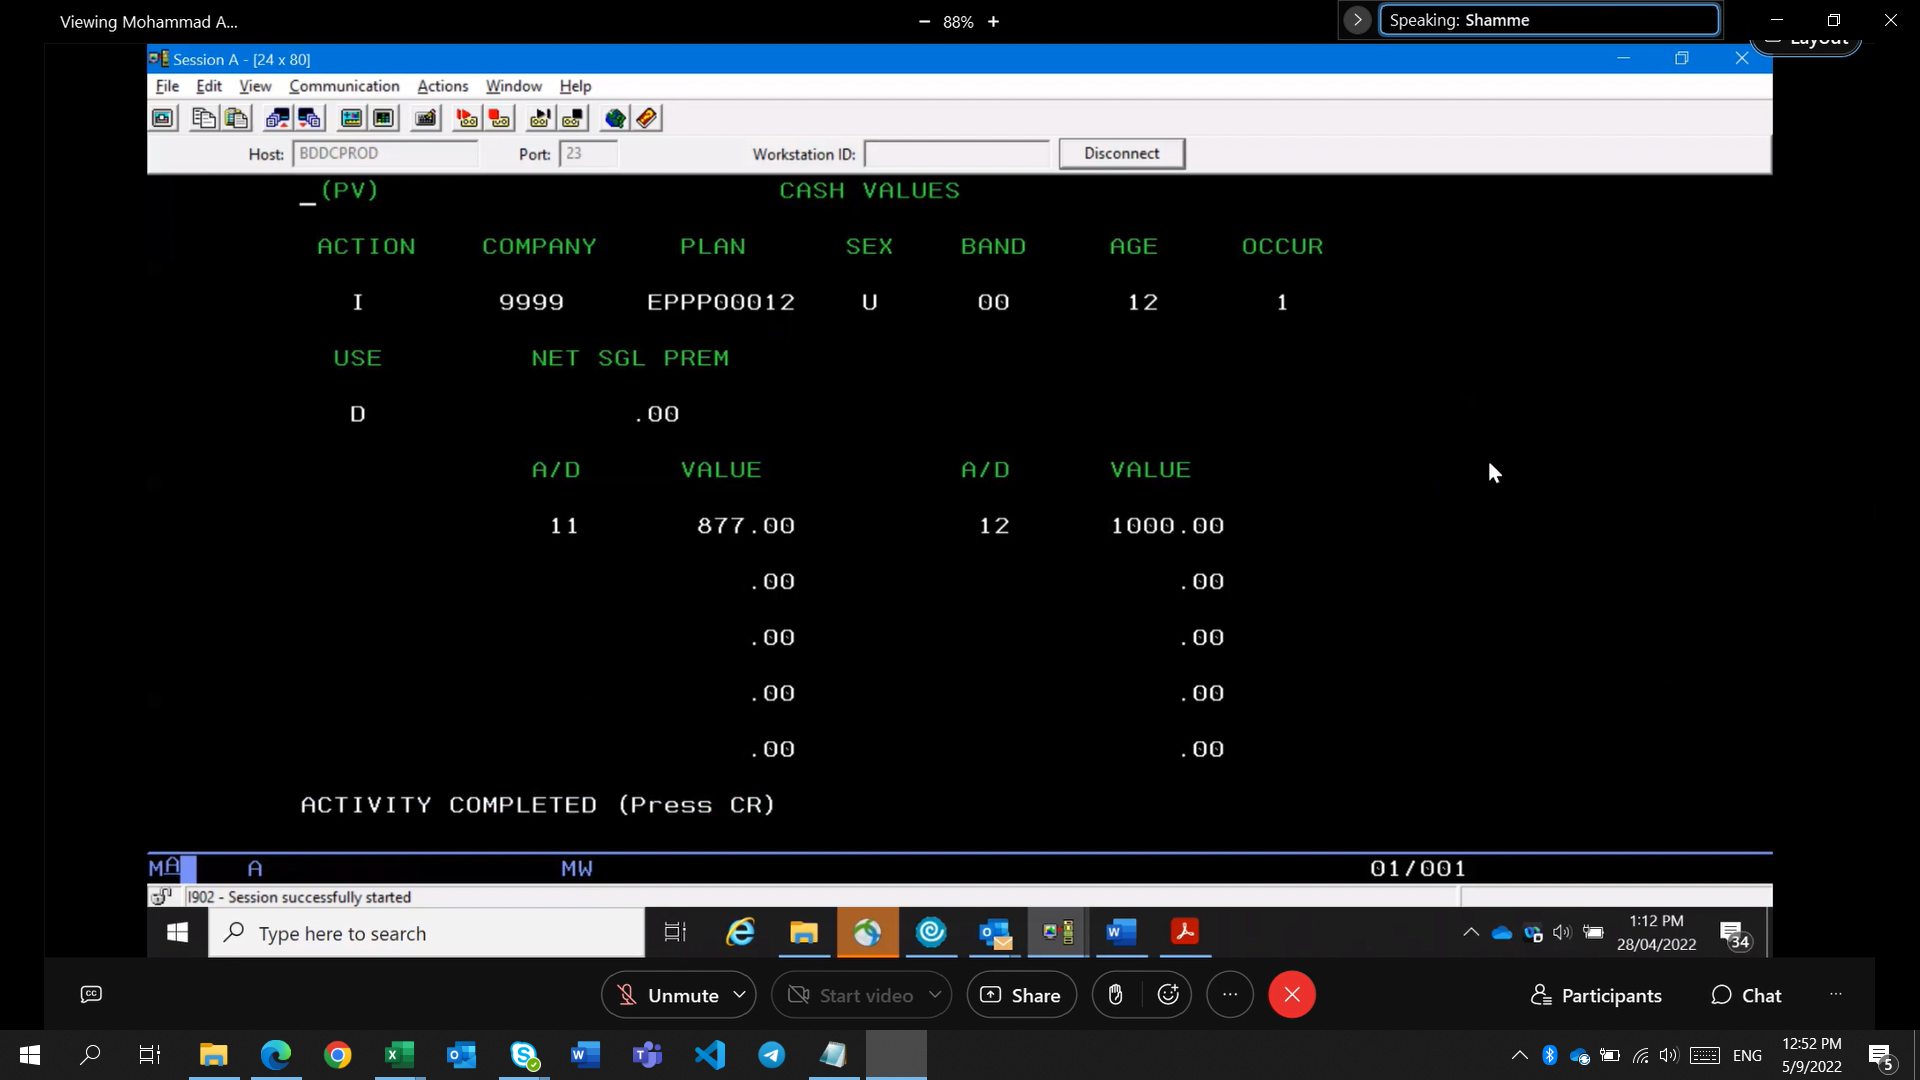 Viewing Mohammad A...
88%
Speaking: Shamme
Layout
Session A - [24 x 80]
File Edit View Communication Actions Window Help
Host: BDDCPROD Port: 23 Workstation ID: Disconnect
_(PV) CASH VALUES
ACTION COMPANY PLAN SEX BAND AGE OCCUR
I 9999 EPPP00012 U 00 12 1
USE NET SGL PREM
D .00
A/D VALUE A/D VALUE
11 877.00 12 1000.00
.00 .00
.00 .00
.00 .00
.00 .00
ACTIVITY COMPLETED (Press CR)
MA A MW 01/001
I902 - Session successfully started
Type here to search
1:12 PM
28/04/2022
34
Unmute Start video Share Participants Chat
ENG
12:52 PM
5/9/2022
5